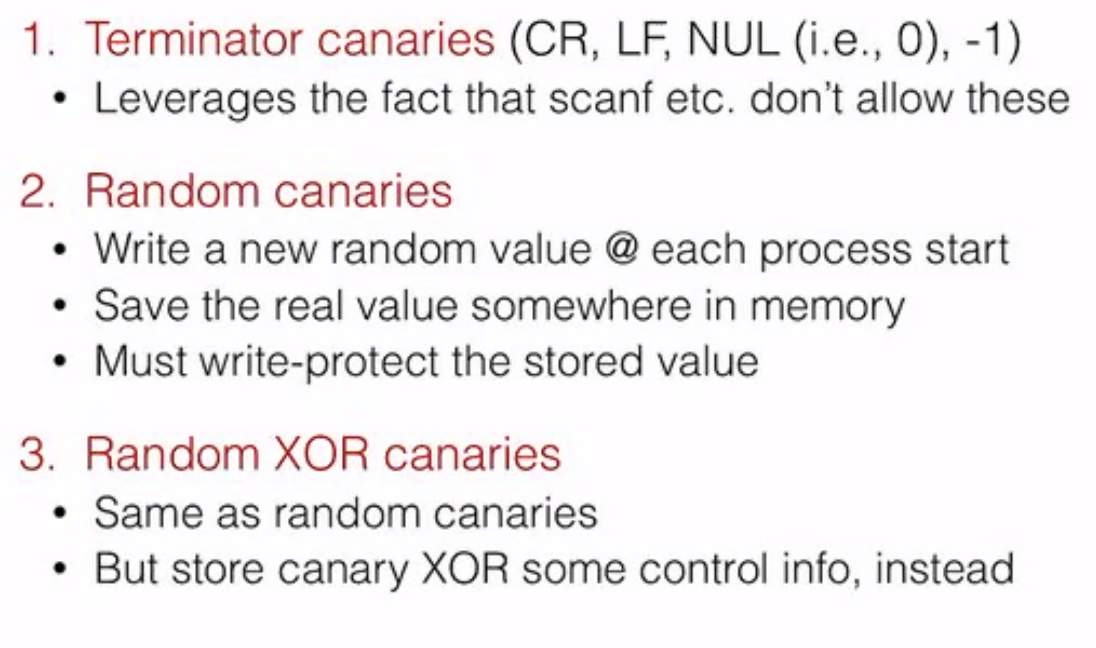 1. Terminator canaries (CR, LF, NUL (i.e., 0), -1)
• Leverages the fact that scanf etc. don't allow these
2. Random canaries
• Write a new random value @ each process start
• Save the real value somewhere in memory
• Must write-protect the stored value
3. Random XOR canaries
• Same as random canaries
• But store canary XOR some control info, instead